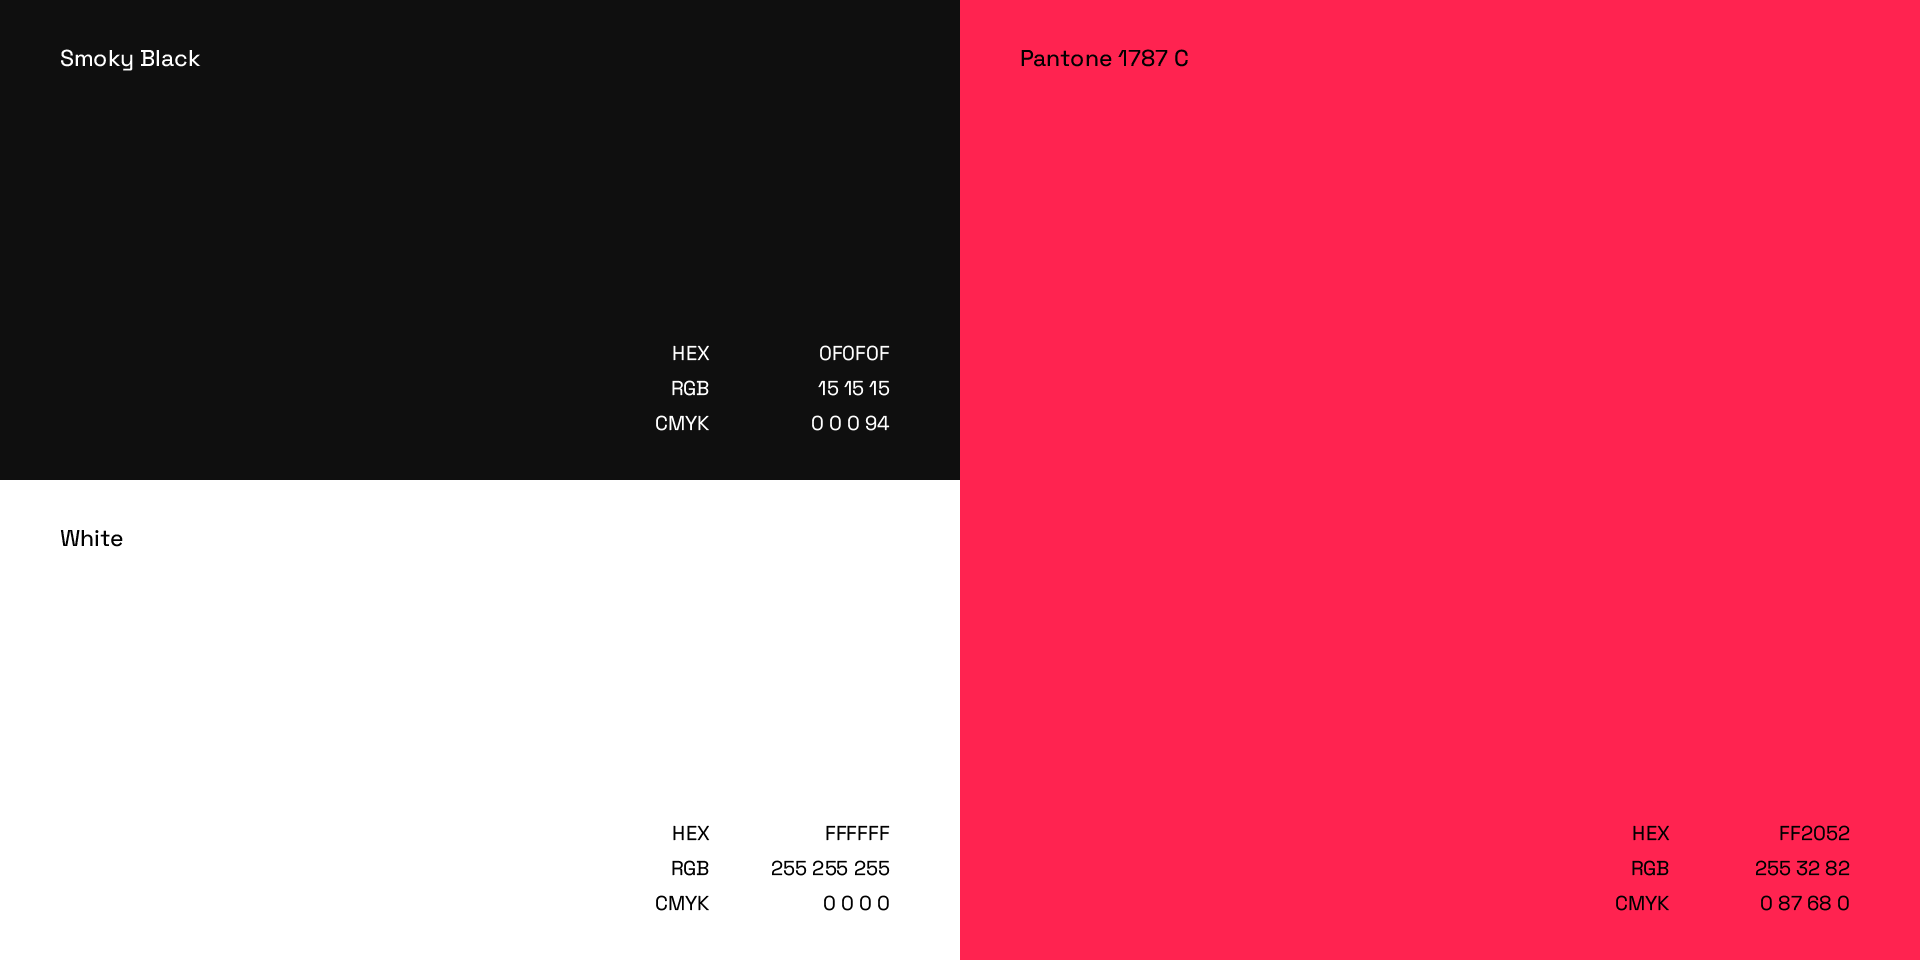 Smoky Black
HEX 0F0F0F
RGB 15 15 15
CMYK 0 0 0 94
White
HEX FFFFFF
RGB 255 255 255
CMYK 0 0 0 0
Pantone 1787 C
HEX FF2052
RGB 255 32 82
CMYK 0 87 68 0